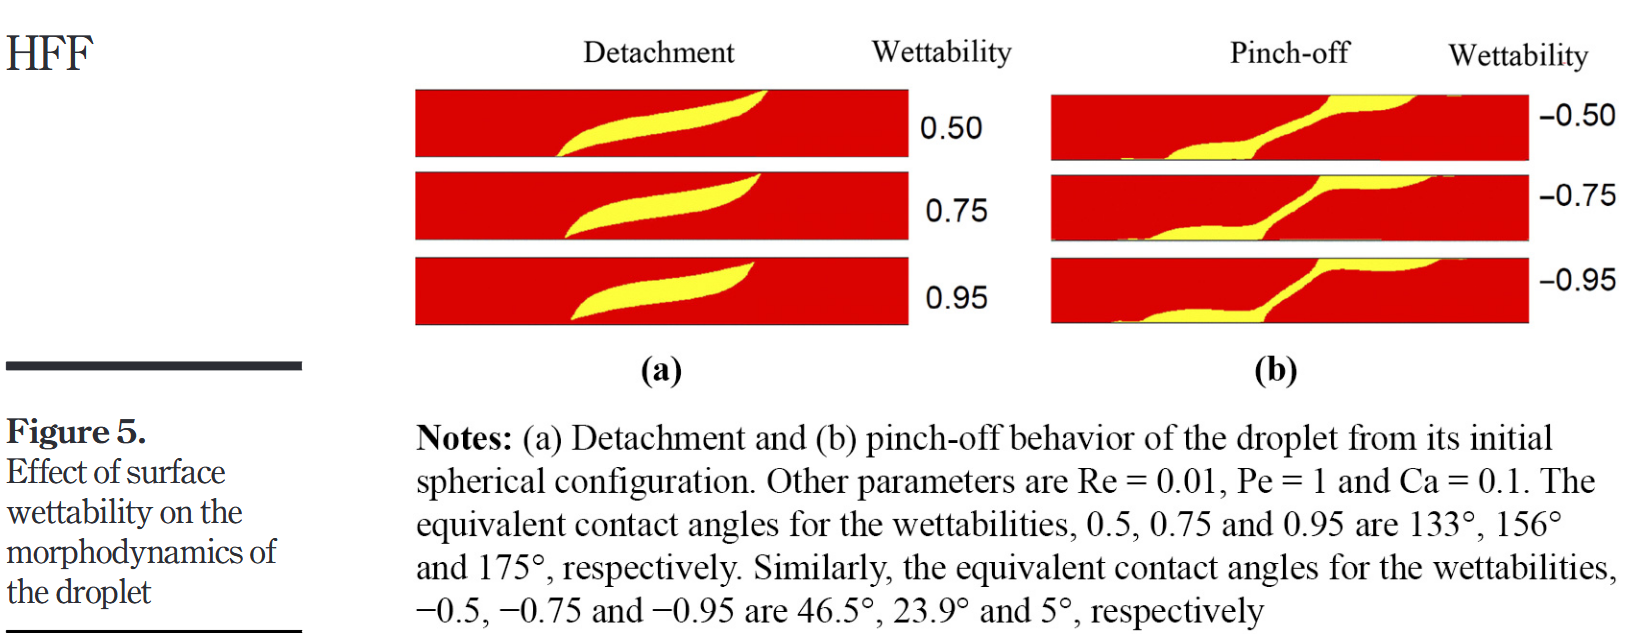 HFF
Detachment Wettability
0.50
0.75
0.95
(a)
Pinch-off Wettability
−0.50
−0.75
−0.95
(b)
Figure 5.
Effect of surface
wettability on the
morphodynamics of
the droplet
Notes: (a) Detachment and (b) pinch-off behavior of the droplet from its initial
spherical configuration. Other parameters are Re = 0.01, Pe = 1 and Ca = 0.1. The
equivalent contact angles for the wettabilities, 0.5, 0.75 and 0.95 are 133°, 156°
and 175°, respectively. Similarly, the equivalent contact angles for the wettabilities,
−0.5, −0.75 and −0.95 are 46.5°, 23.9° and 5°, respectively